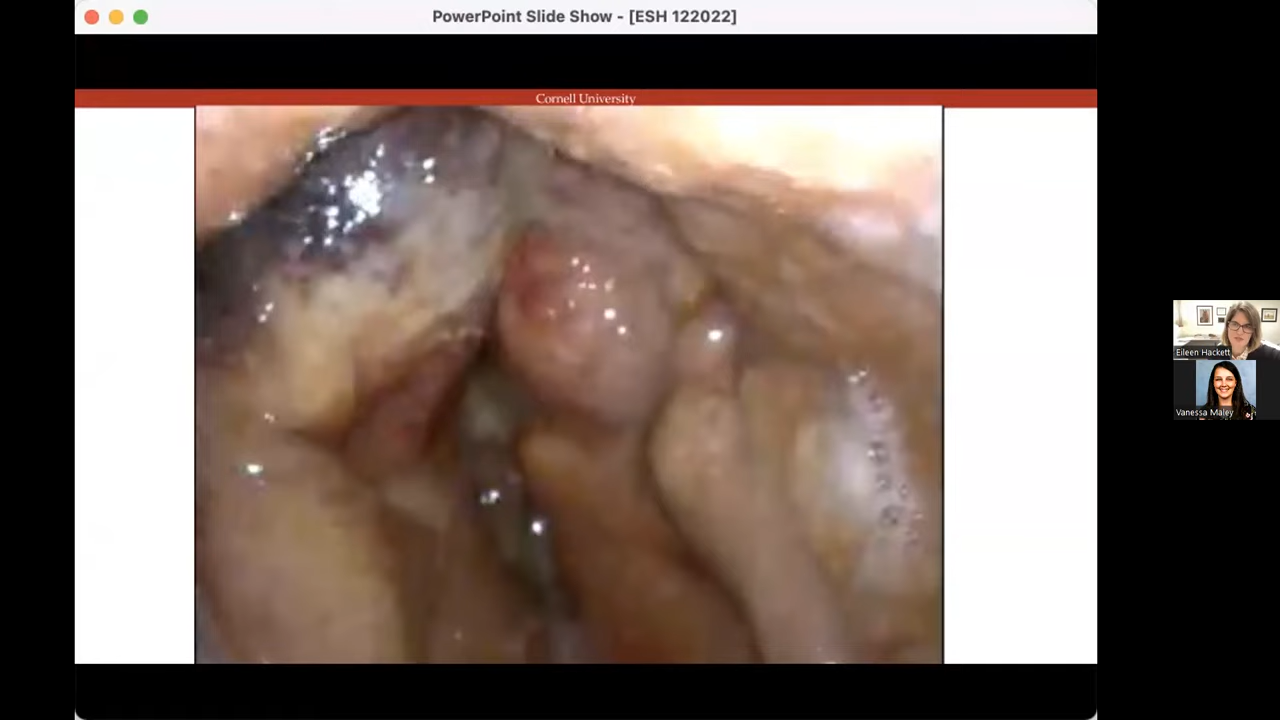 PowerPoint Slide Show - [ESH 122022]
Cornell University
Eileen Hackett
Vanessa Maley